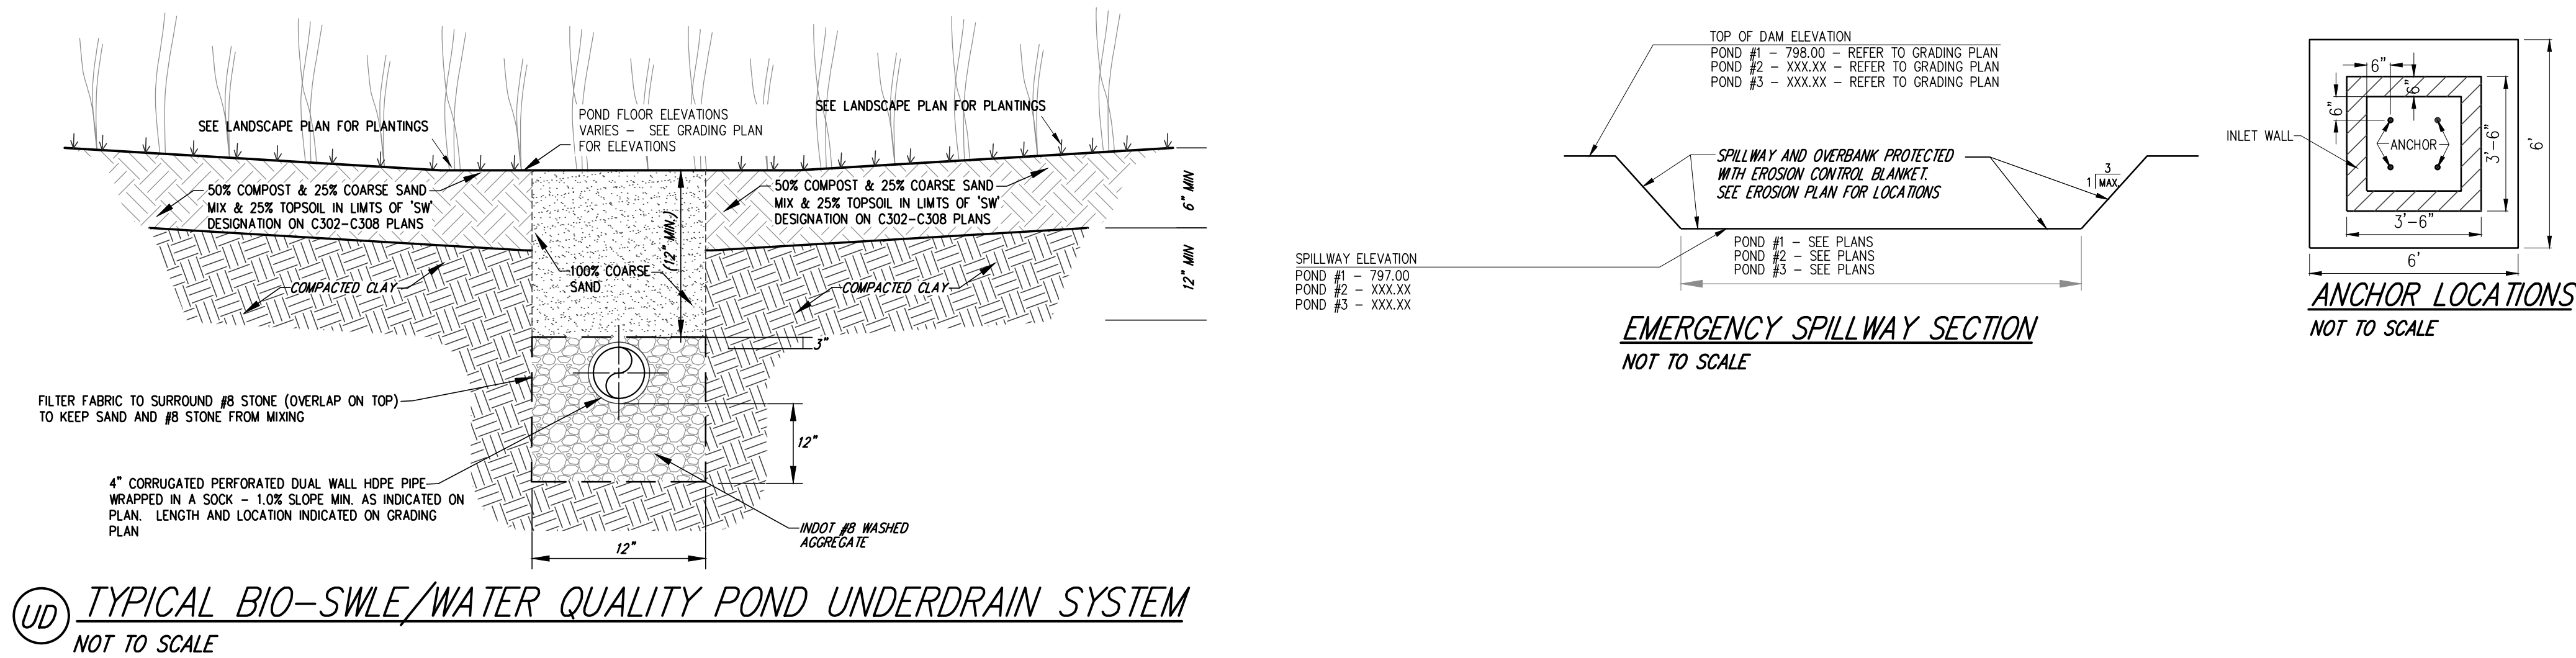 SEE LANDSCAPE PLAN FOR PLANTINGS
POND FLOOR ELEVATIONS
VARIES - SEE GRADING PLAN
FOR ELEVATIONS
SEE LANDSCAPE PLAN FOR PLANTINGS
50% COMPOST & 25% COARSE SAND
MIX & 25% TOPSOIL IN LIMTS OF 'SW'
DESIGNATION ON C302-C308 PLANS
(12" MIN.)
50% COMPOST & 25% COARSE SAND
MIX & 25% TOPSOIL IN LIMTS OF 'SW'
DESIGNATION ON C302-C308 PLANS
6" MIN
12" MIN
100% COARSE
SAND
COMPACTED CLAY
COMPACTED CLAY
3"
FILTER FABRIC TO SURROUND #8 STONE (OVERLAP ON TOP)
TO KEEP SAND AND #8 STONE FROM MIXING
12"
4" CORRUGATED PERFORATED DUAL WALL HDPE PIPE
WRAPPED IN A SOCK - 1.0% SLOPE MIN. AS INDICATED ON
PLAN. LENGTH AND LOCATION INDICATED ON GRADING
PLAN
INDOT #8 WASHED
AGGREGATE
12"
UD
TYPICAL BIO-SWLE/WATER QUALITY POND UNDERDRAIN SYSTEM
NOT TO SCALE
TOP OF DAM ELEVATION
POND #1 - 798.00 - REFER TO GRADING PLAN
POND #2 - XXX.XX - REFER TO GRADING PLAN
POND #3 - XXX.XX - REFER TO GRADING PLAN
SPILLWAY AND OVERBANK PROTECTED
WITH EROSION CONTROL BLANKET.
SEE EROSION PLAN FOR LOCATIONS
3
1
MAX.
SPILLWAY ELEVATION
POND #1 - 797.00
POND #2 - XXX.XX
POND #3 - XXX.XX
POND #1 - SEE PLANS
POND #2 - SEE PLANS
POND #3 - SEE PLANS
EMERGENCY SPILLWAY SECTION
NOT TO SCALE
6"
6"
6"
INLET WALL
ANCHOR
3'-6"
6'
3'-6"
6'
ANCHOR LOCATIONS
NOT TO SCALE